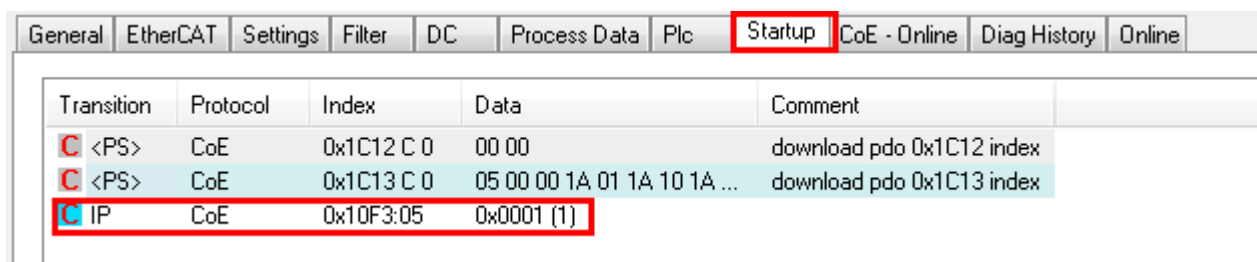 General EtherCAT Settings Filter DC Process Data Plc Startup CoE - Online Diag History Online
Transition Protocol Index Data Comment
C <PS> CoE 0x1C12 C 0 00 00 download pdo 0x1C12 index
C <PS> CoE 0x1C13 C 0 05 00 00 1A 01 1A 10 1A ... download pdo 0x1C13 index
C IP CoE 0x10F3:05 0x0001 (1)